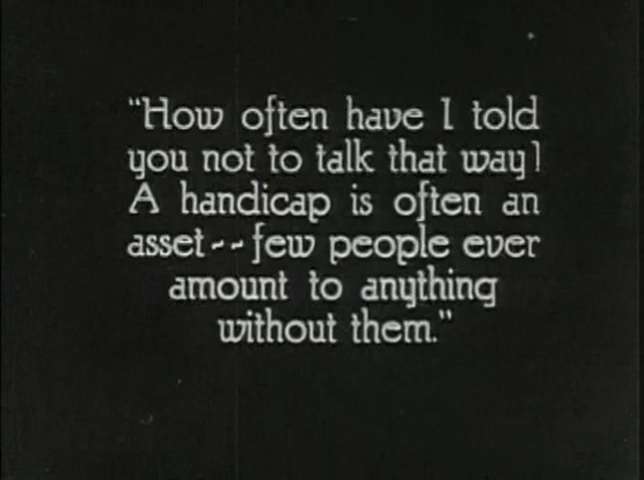 "How often have I told
you not to talk that way!
A handicap is often an
asset--few people ever
amount to anything
without them."